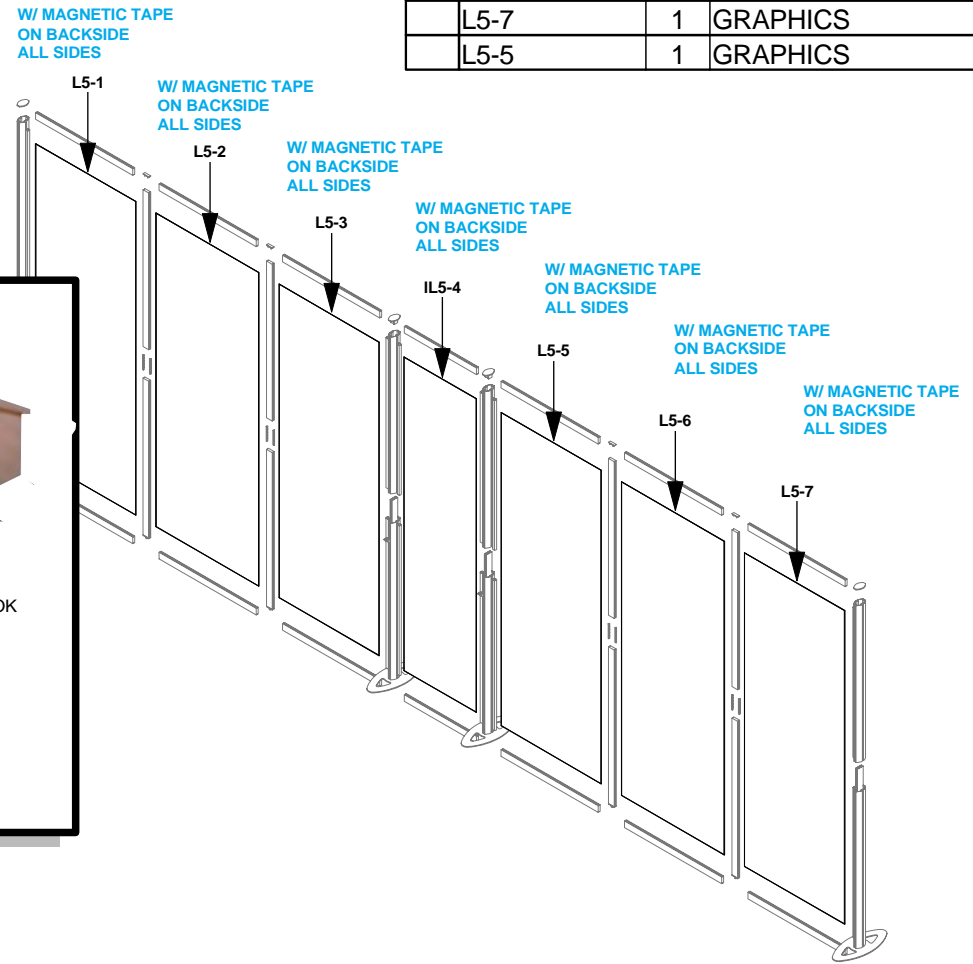 L5-7 1 GRAPHICS
L5-5 1 GRAPHICS
W/ MAGNETIC TAPE
ON BACKSIDE
ALL SIDES
L5-1
W/ MAGNETIC TAPE
ON BACKSIDE
ALL SIDES
L5-2
W/ MAGNETIC TAPE
ON BACKSIDE
ALL SIDES
L5-3
W/ MAGNETIC TAPE
ON BACKSIDE
ALL SIDES
IL5-4
W/ MAGNETIC TAPE
ON BACKSIDE
ALL SIDES
L5-5
W/ MAGNETIC TAPE
ON BACKSIDE
ALL SIDES
L5-6
W/ MAGNETIC TAPE
ON BACKSIDE
ALL SIDES
L5-7